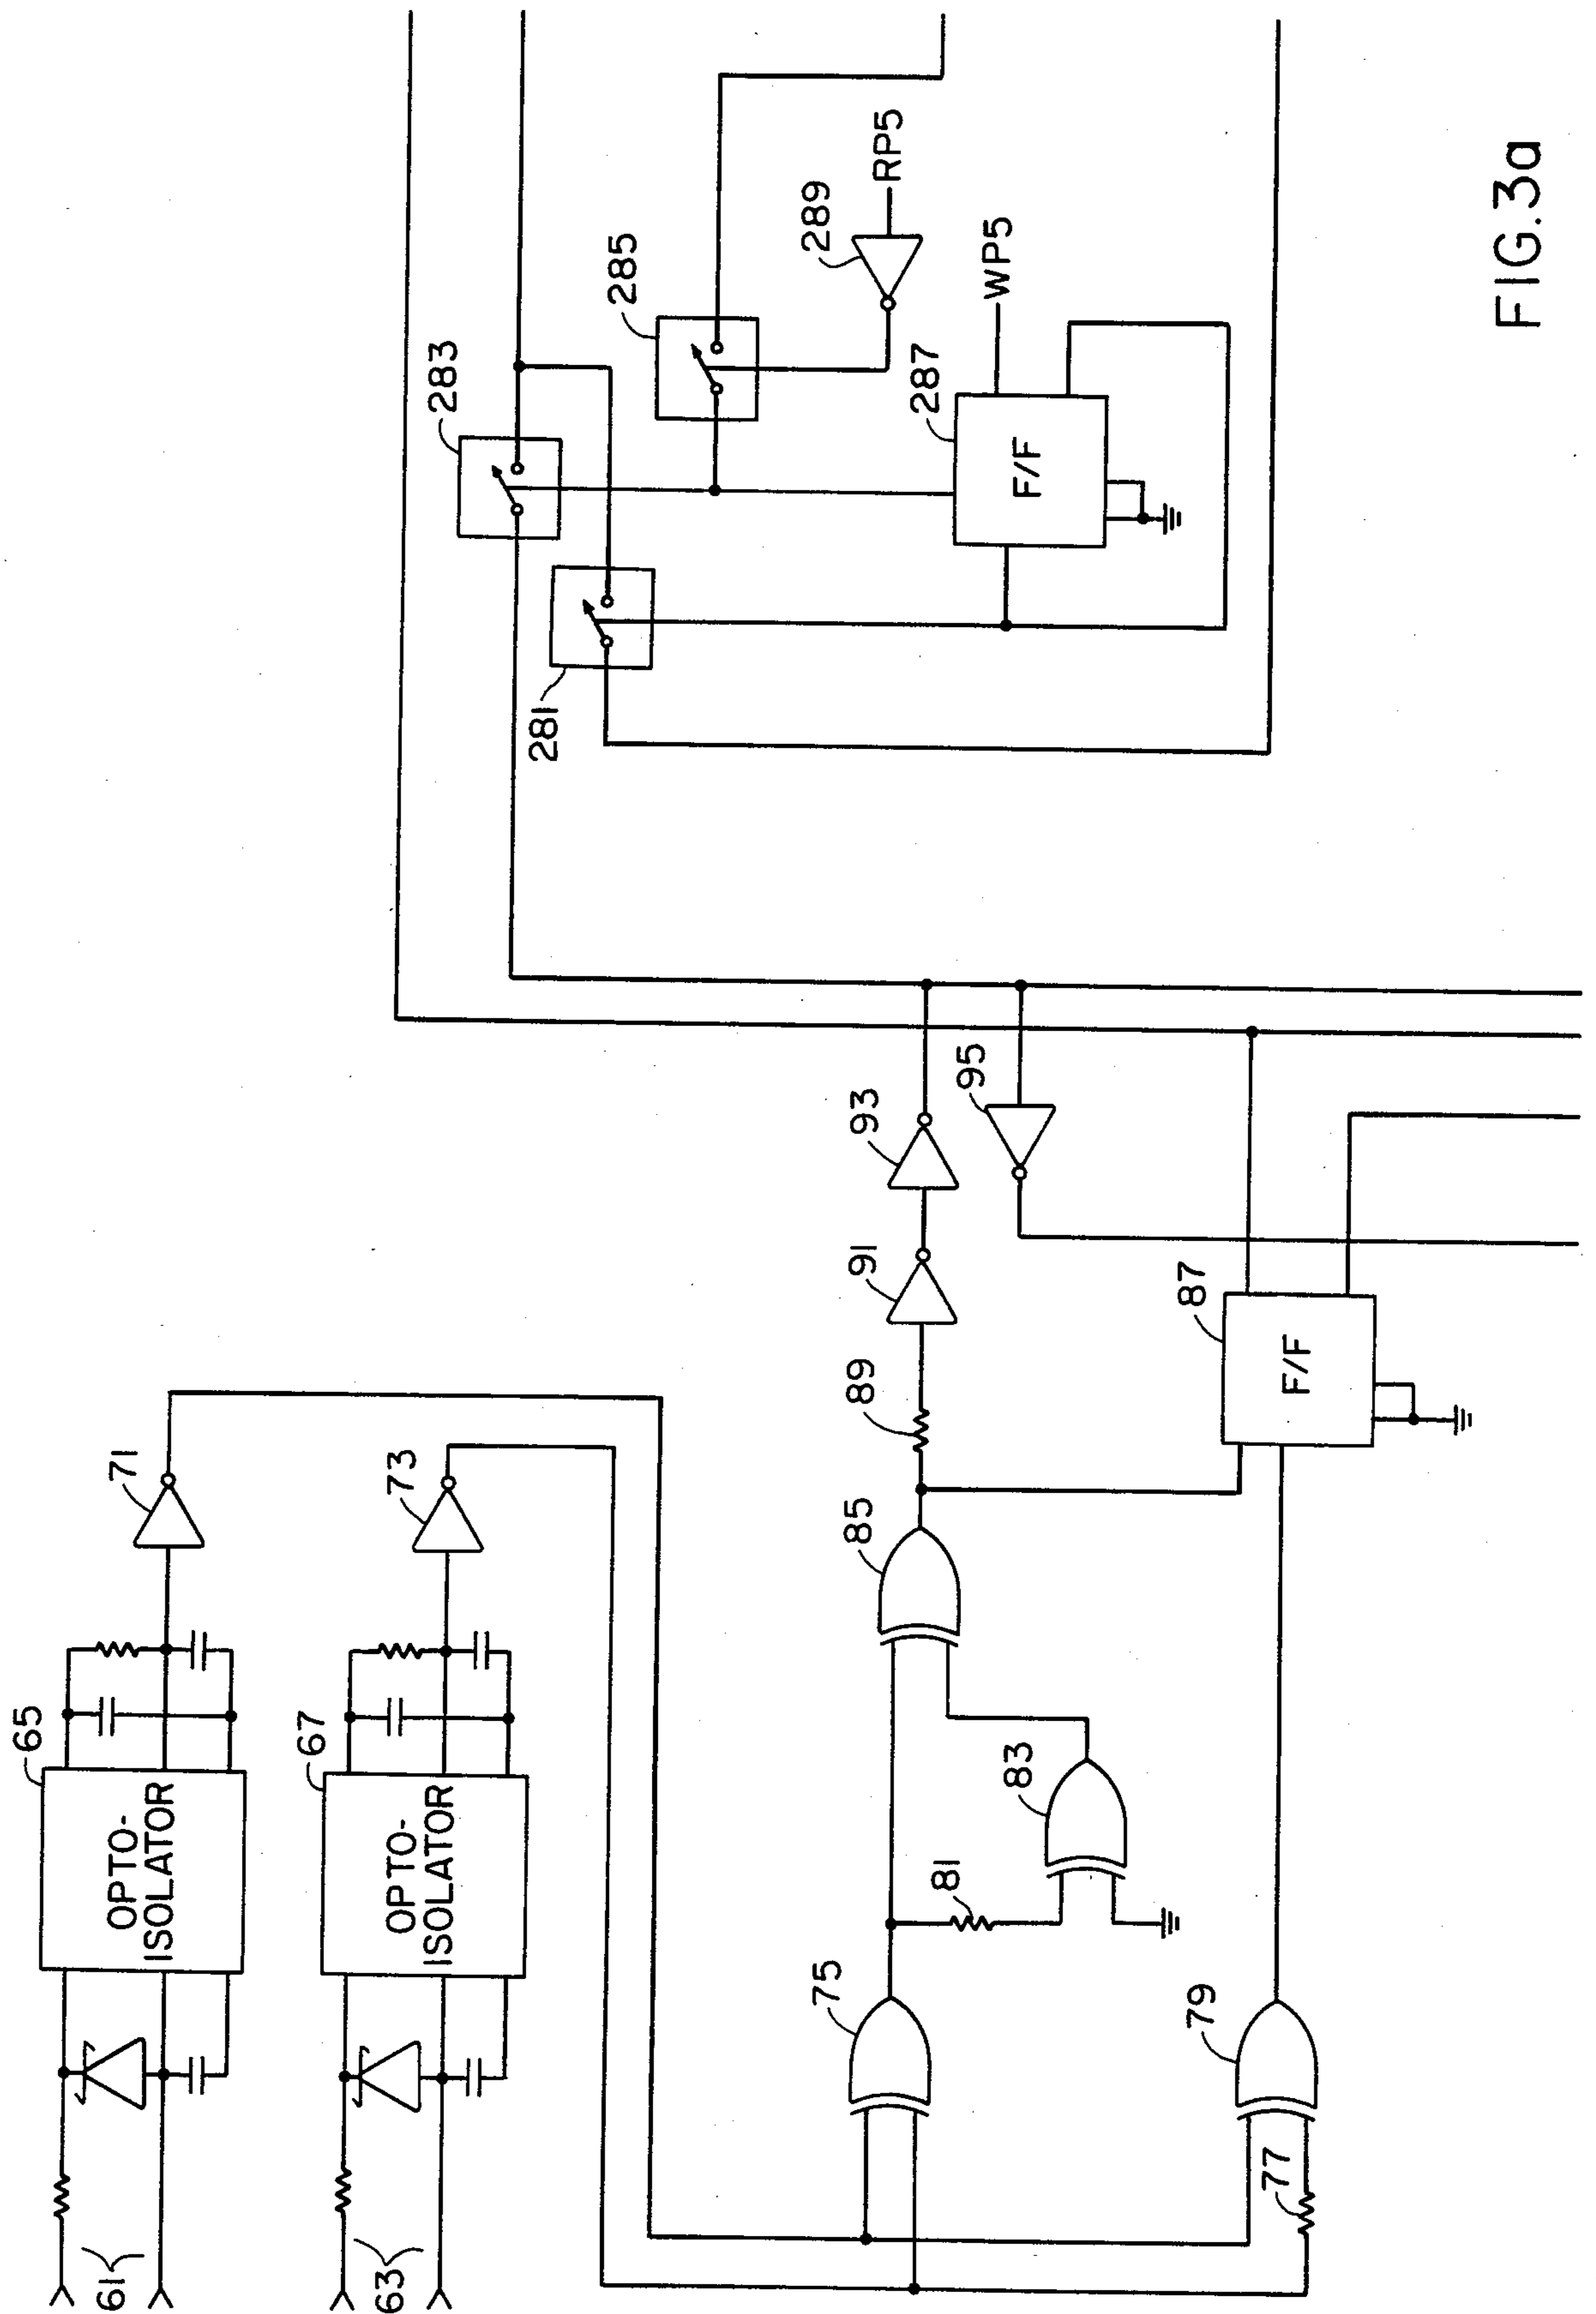 61
65
OPTO-
ISOLATOR
71
63
67
OPTO-
ISOLATOR
73
283
281
285
289
RP5
287
F/F
WP5
75
81
83
85
89
91
93
95
77
79
87
F/F
FIG.3a